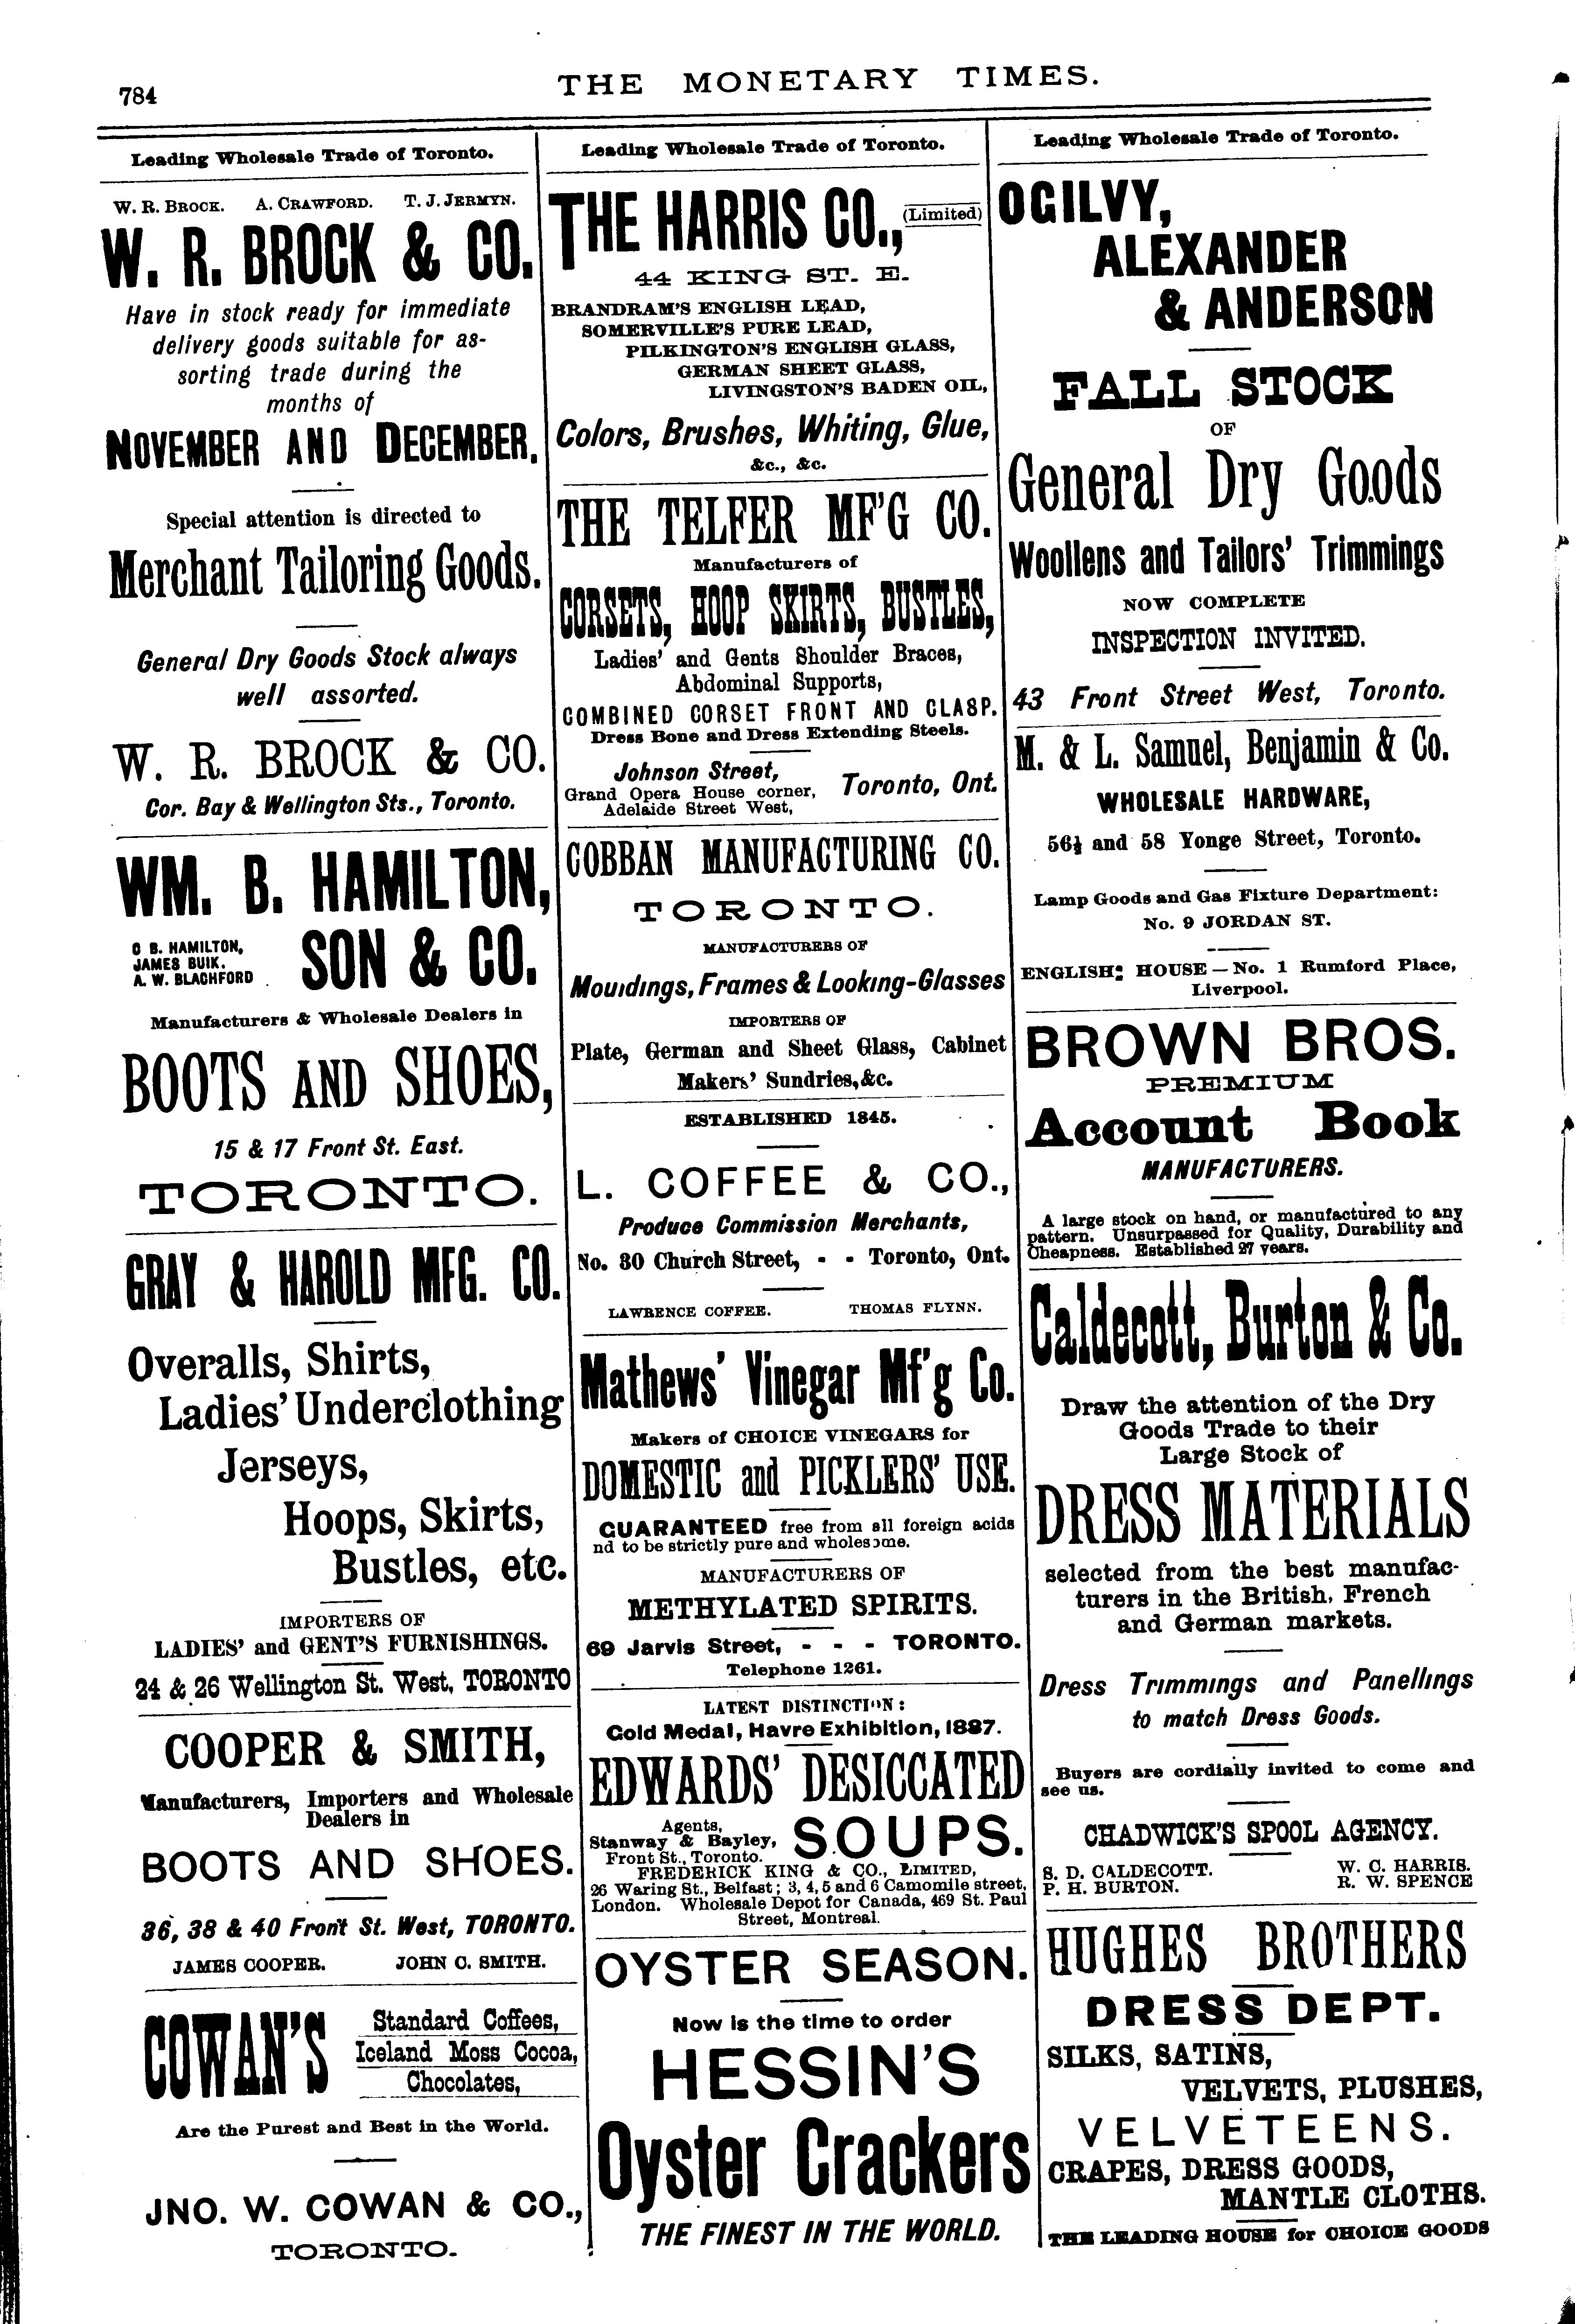 784
THE MONETARY TIMES.
Leading Wholesale Trade of Toronto.
W. R. BROCK. A. CRAWFORD. T. J. JERMYN.
W. R. BROCK & CO.
Have in stock ready for immediate
delivery goods suitable for as-
sorting trade during the
months of
NOVEMBER AND DECEMBER.
Special attention is directed to
Merchant Tailoring Goods.
General Dry Goods Stock always
well assorted.
W. R. BROCK & CO.
Cor. Bay & Wellington Sts., Toronto.
WM. B. HAMILTON,
C B. HAMILTON,
JAMES BUIK.
A. W. BLACHFORD
SON & CO.
Manufacturers & Wholesale Dealers in
BOOTS AND SHOES,
15 & 17 Front St. East.
TORONTO.
GRAY & HAROLD MFG. CO.
Overalls, Shirts,
Ladies' Underclothing
Jerseys,
Hoops, Skirts,
Bustles, etc.
IMPORTERS OF
LADIES' and GENT'S FURNISHINGS.
24 & 26 Wellington St. West, TORONTO
COOPER & SMITH,
Manufacturers, Importers and Wholesale
Dealers in
BOOTS AND SHOES.
36, 38 & 40 Front St. West, TORONTO.
JAMES COOPER. JOHN C. SMITH.
COWAN'S
Standard Coffees,
Iceland Moss Cocoa,
Chocolates,
Are the Purest and Best in the World.
JNO. W. COWAN & CO.,
TORONTO.
Leading Wholesale Trade of Toronto.
THE HARRIS CO., (Limited)
44 KING ST. E.
BRANDRAM'S ENGLISH LEAD,
SOMERVILLE'S PURE LEAD,
PILKINGTON'S ENGLISH GLASS,
GERMAN SHEET GLASS,
LIVINGSTON'S BADEN OIL,
Colors, Brushes, Whiting, Glue,
&c., &c.
THE TELFER MF'G CO.
Manufacturers of
CORSETS, HOOP SKIRTS, BUSTLES,
Ladies' and Gents Shoulder Braces,
Abdominal Supports,
COMBINED CORSET FRONT AND CLASP.
Dress Bone and Dress Extending Steels.
Johnson Street,
Grand Opera House corner,
Adelaide Street West,
Toronto, Ont.
COBBAN MANUFACTURING CO.
TORONTO.
MANUFACTURERS OF
Mouldings, Frames & Looking-Glasses
IMPORTERS OF
Plate, German and Sheet Glass, Cabinet
Makers' Sundries, &c.
ESTABLISHED 1845.
L. COFFEE & CO.,
Produce Commission Merchants,
No. 30 Church Street, - - Toronto, Ont.
LAWRENCE COFFEE. THOMAS FLYNN.
Mathews' Vinegar Mf'g Co.
Makers of CHOICE VINEGARS for
DOMESTIC and PICKLERS' USE.
GUARANTEED free from all foreign acids
nd to be strictly pure and wholesome.
MANUFACTURERS OF
METHYLATED SPIRITS.
69 Jarvis Street, - - - TORONTO.
Telephone 1261.
LATEST DISTINCTION:
Gold Medal, Havre Exhibition, 1887.
EDWARDS' DESICCATED
Agents,
Stanway & Bayley,
Front St., Toronto.
SOUPS.
FREDERICK KING & CO., LIMITED,
26 Waring St., Belfast; 3, 4, 5 and 6 Camomile street,
London. Wholesale Depot for Canada, 469 St. Paul
Street, Montreal.
OYSTER SEASON.
Now is the time to order
HESSIN'S
Oyster Crackers
THE FINEST IN THE WORLD.
Leading Wholesale Trade of Toronto.
OGILVY,
ALEXANDER
& ANDERSON
FALL STOCK
OF
General Dry Goods
Woollens and Tailors' Trimmings
NOW COMPLETE
INSPECTION INVITED.
43 Front Street West, Toronto.
M. & L. Samuel, Benjamin & Co.
WHOLESALE HARDWARE,
56½ and 58 Yonge Street, Toronto.
Lamp Goods and Gas Fixture Department:
No. 9 JORDAN ST.
ENGLISH: HOUSE — No. 1 Rumford Place,
Liverpool.
BROWN BROS.
PREMIUM
Account Book
MANUFACTURERS.
A large stock on hand, or manufactured to any
pattern. Unsurpassed for Quality, Durability and
Cheapness. Established 27 years.
Caldecott, Burton & Co.
Draw the attention of the Dry
Goods Trade to their
Large Stock of
DRESS MATERIALS
selected from the best manufac-
turers in the British, French
and German markets.
Dress Trimmings and Panellings
to match Dress Goods.
Buyers are cordially invited to come and
see us.
CHADWICK'S SPOOL AGENCY.
S. D. CALDECOTT. W. C. HARRIS.
P. H. BURTON. R. W. SPENCE
HUGHES BROTHERS
DRESS DEPT.
SILKS, SATINS,
VELVETS, PLUSHES,
VELVETEENS.
CRAPES, DRESS GOODS,
MANTLE CLOTHS.
THE LEADING HOUSE for CHOICE GOODS